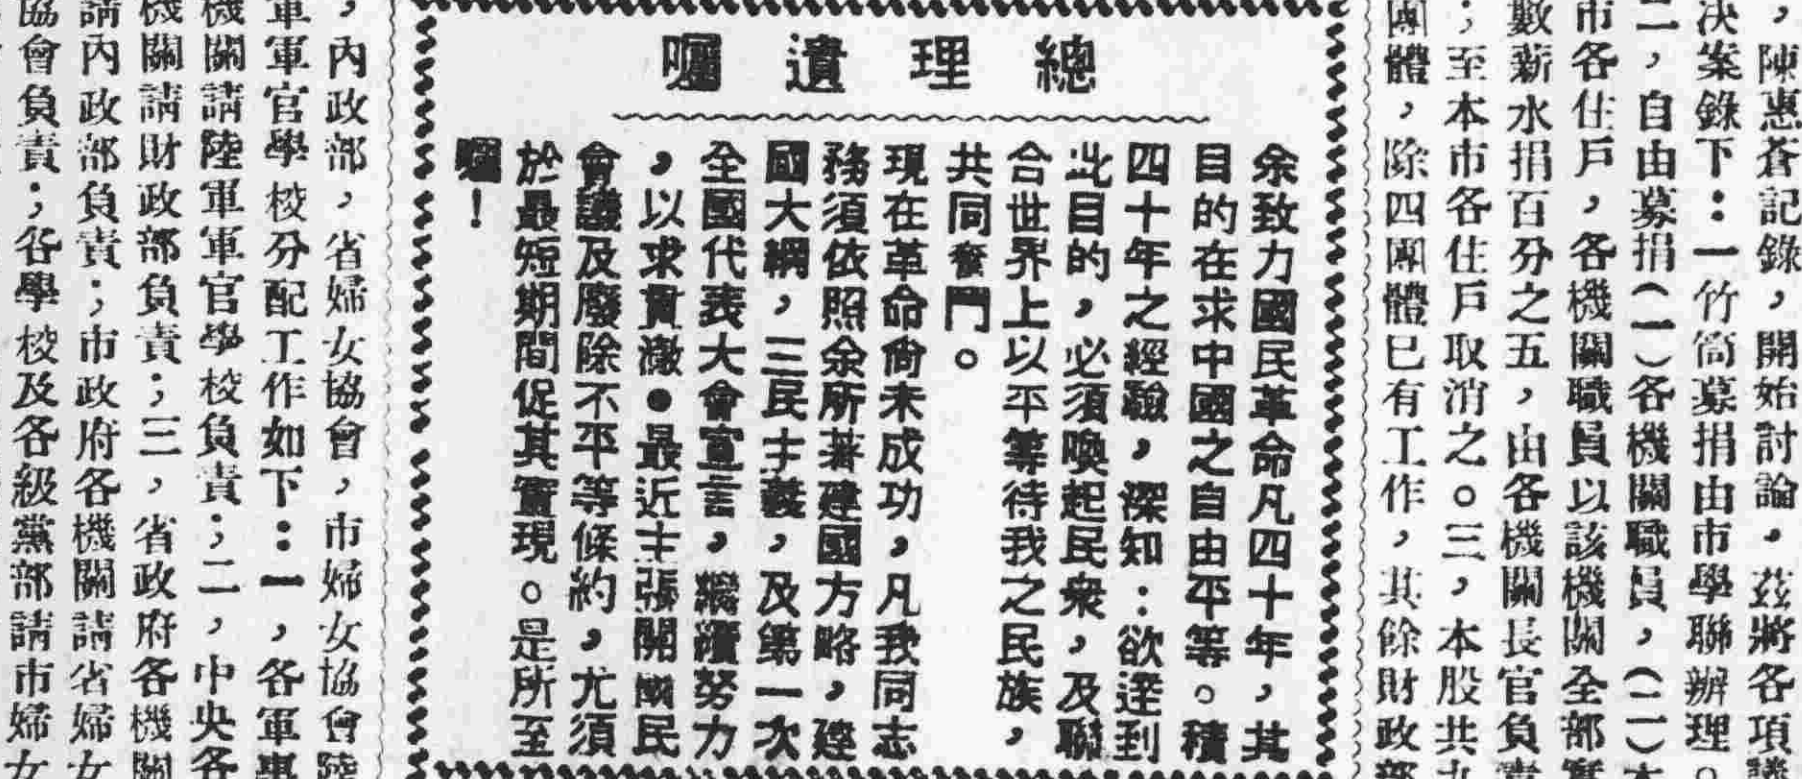 ，陳惠蒼記錄，開始討論，茲將各項議
决案錄下：一竹筒募捐由市學聯辦理。
二，自由募捐（一）各機關職員，（二）本
市各住戶，各機關職員以該機關全部實
數薪水捐百分之五，由各機關長官負責
；至本市各住戶取消之。三，本股共九
團體，除四團體已有工作，其餘財政部
總理遺囑
余致力國民革命凡四十年，其
目的在求中國之自由平等。積
四十年之經驗，深知：欲達到
此目的，必須喚起民衆，及聯
合世界上以平等待我之民族，
共同奮鬥。
現在革命尙未成功，凡我同志
務須依照余所著建國方略，建
國大綱，三民主義，及第一次
全國代表大會宣言，繼續努力
，以求貫澈●最近主張開國民
會議及廢除不平等條約，尤須
於最短期間促其實現。是所至
囑！
，內政部，省婦女協會，市婦女協會陸
軍軍官學校分配工作如下：一，各軍事
機關請陸軍軍官學校負責；二，中央各
機關請財政部負責；三，省政府各機關
請內政部負責；市政府各機關請省婦女
協會負責；各學校及各級黨部請市婦女